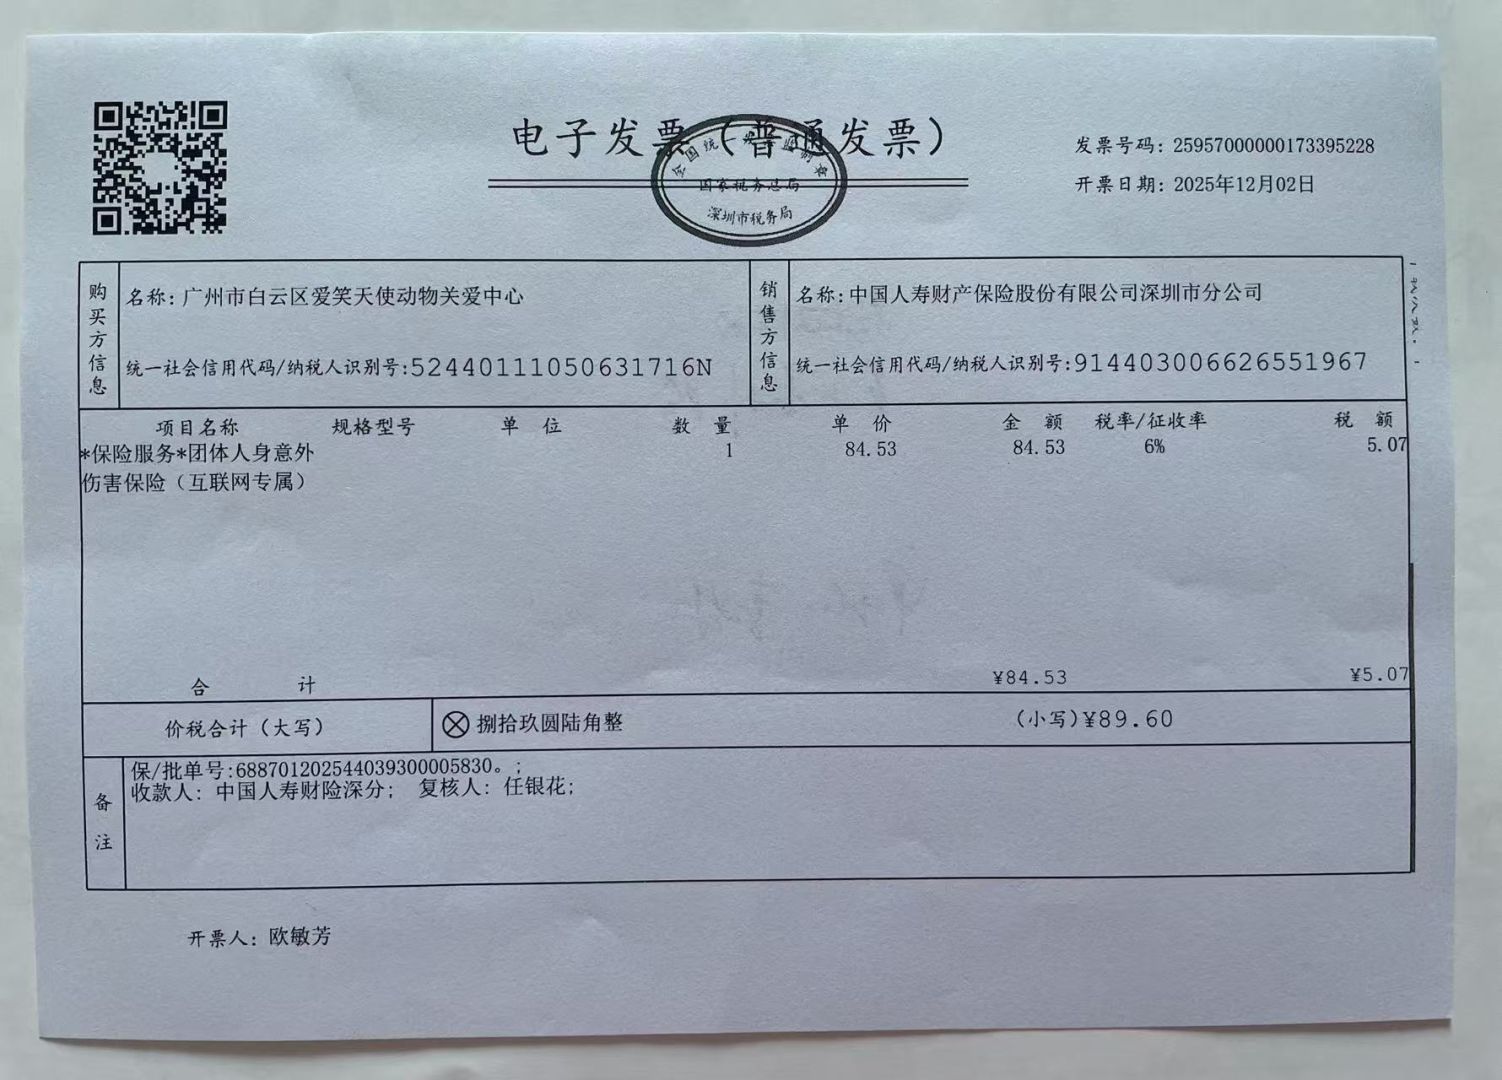 电子发票（普通发票）
全国统一发票监制章
国家税务总局
深圳市税务局
发票号码：25957000000173395228
开票日期：2025年12月02日
购买方信息
名称：广州市白云区爱笑天使动物关爱中心
统一社会信用代码/纳税人识别号：52440111050631716N
销售方信息
名称：中国人寿财产保险股份有限公司深圳市分公司
统一社会信用代码/纳税人识别号：914403006626551967
项目名称 规格型号 单位 数量 单价 金额 税率/征收率 税额
*保险服务*团体人身意外 1 84.53 84.53 6% 5.07
伤害保险（互联网专属）
合计 ¥84.53 ¥5.07
价税合计（大写） ⊗捌拾玖圆陆角整 （小写）¥89.60
备注
保/批单号:688701202544039300005830。;
收款人：中国人寿财险深分； 复核人：任银花；
开票人：欧敏芳